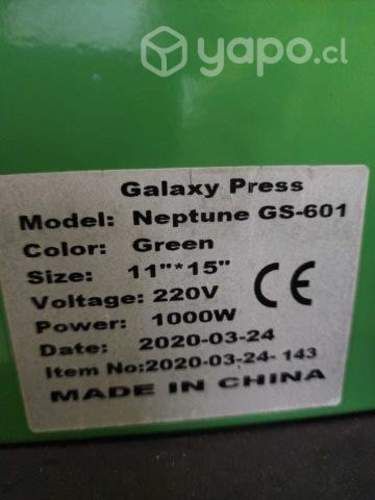 yapo.cl
Galaxy Press
Model: Neptune GS-601
Color: Green
Size: 11"*15"
Voltage: 220V
Power: 1000W
Date: 2020-03-24
Item No:2020-03-24- 143
MADE IN CHINA
CE